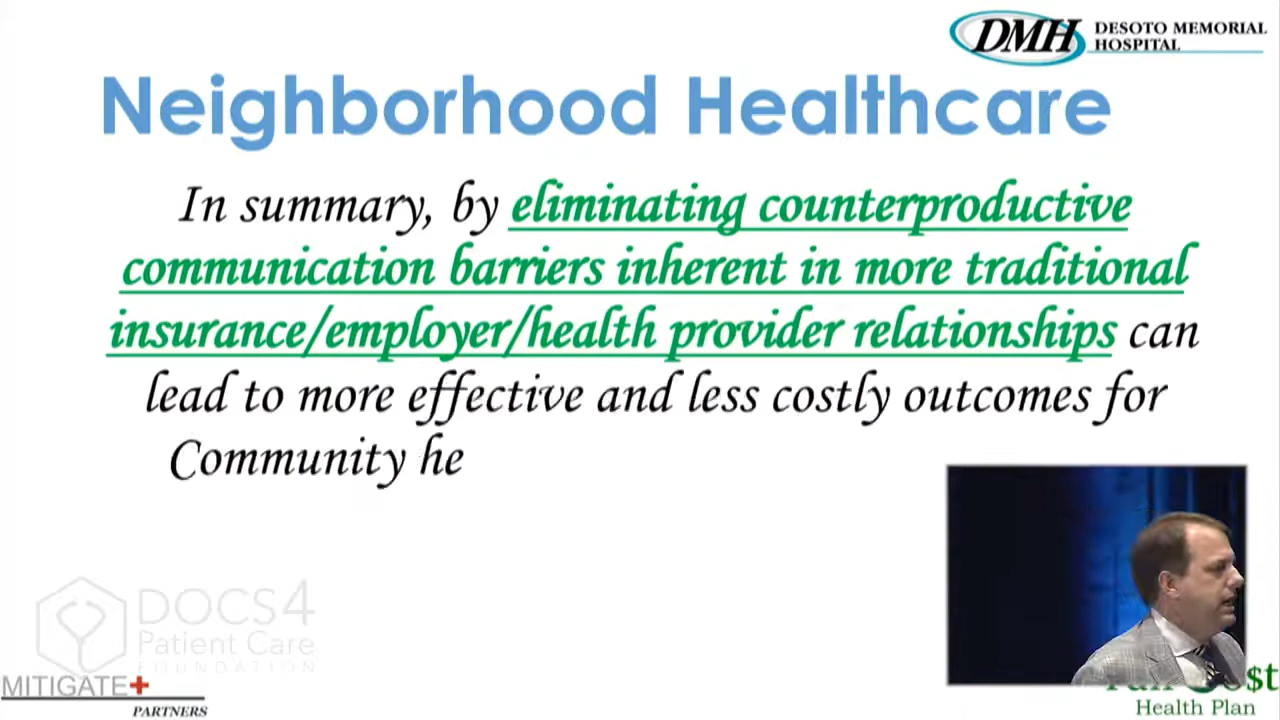 DMH DESOTO MEMORIAL
HOSPITAL
Neighborhood Healthcare
In summary, by eliminating counterproductive
communication barriers inherent in more traditional
insurance/employer/health provider relationships can
lead to more effective and less costly outcomes for
Community he
DOCS4
Patient Care
FOUNDATION
MITIGATE+
PARTNERS
Health Plan